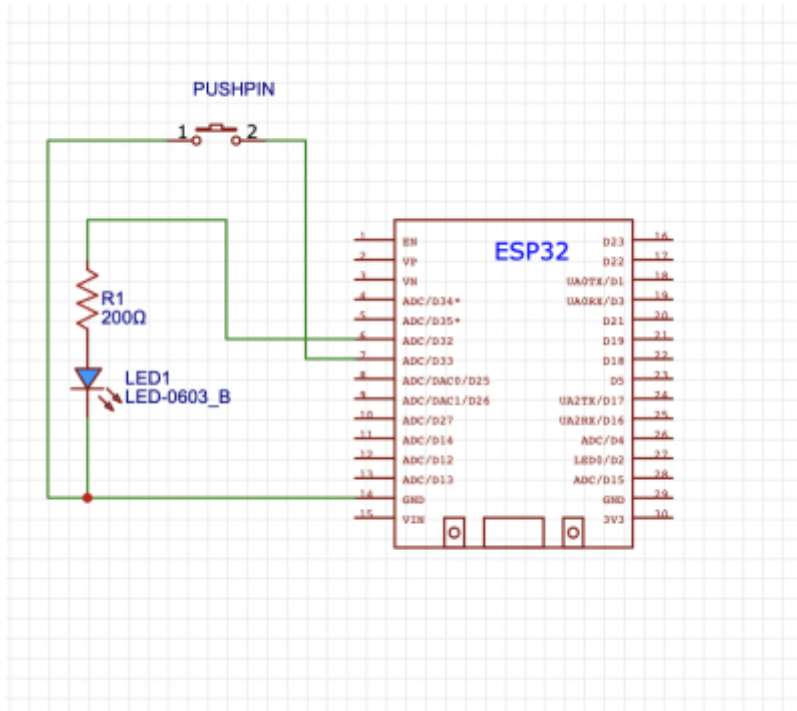 PUSHPIN
1 2
R1
200Ω
LED1
LED-0603_B
ESP32
1 EN D23 16
2 VP D22 17
3 VN UA0TX/D1 18
4 ADC/D34* UA0RX/D3 19
5 ADC/D35* D21 20
6 ADC/D32 D19 21
7 ADC/D33 D18 22
8 ADC/DAC0/D25 D5 23
9 ADC/DAC1/D26 UA2TX/D17 24
10 ADC/D27 UA2RX/D16 25
11 ADC/D14 ADC/D4 26
12 ADC/D12 LED0/D2 27
13 ADC/D13 ADC/D15 28
14 GND GND 29
15 VIN 3V3 30